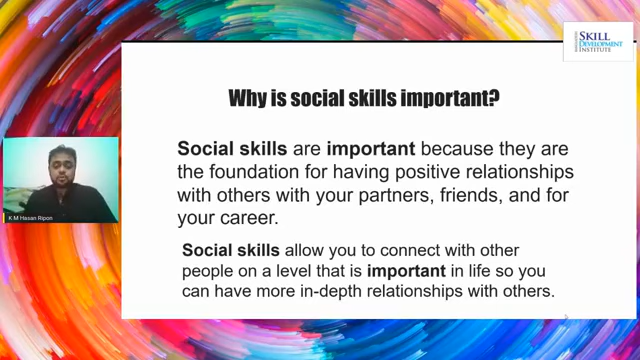 SKILL
DEVELOPMENT
INSTITUTE
Why is social skills important?
Social skills are important because they are
the foundation for having positive relationships
with others with your partners, friends, and for
your career.
Social skills allow you to connect with other
people on a level that is important in life so you
can have more in-depth relationships with others.
K M Hasan Ripon